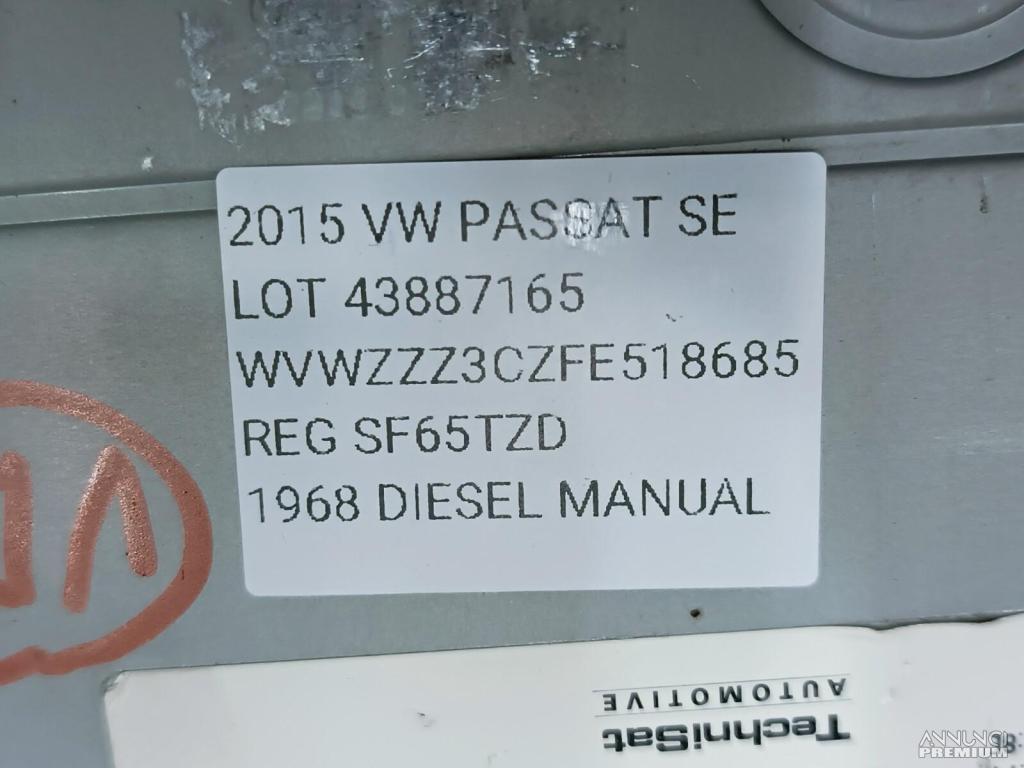 2015 VW PASSAT SE
LOT 43887165
WVWZZZ3CZFE518685
REG SF65TZD
1968 DIESEL MANUAL
TechniSat
AUTOMOTIVE
ANNUNCI
PREMIUM